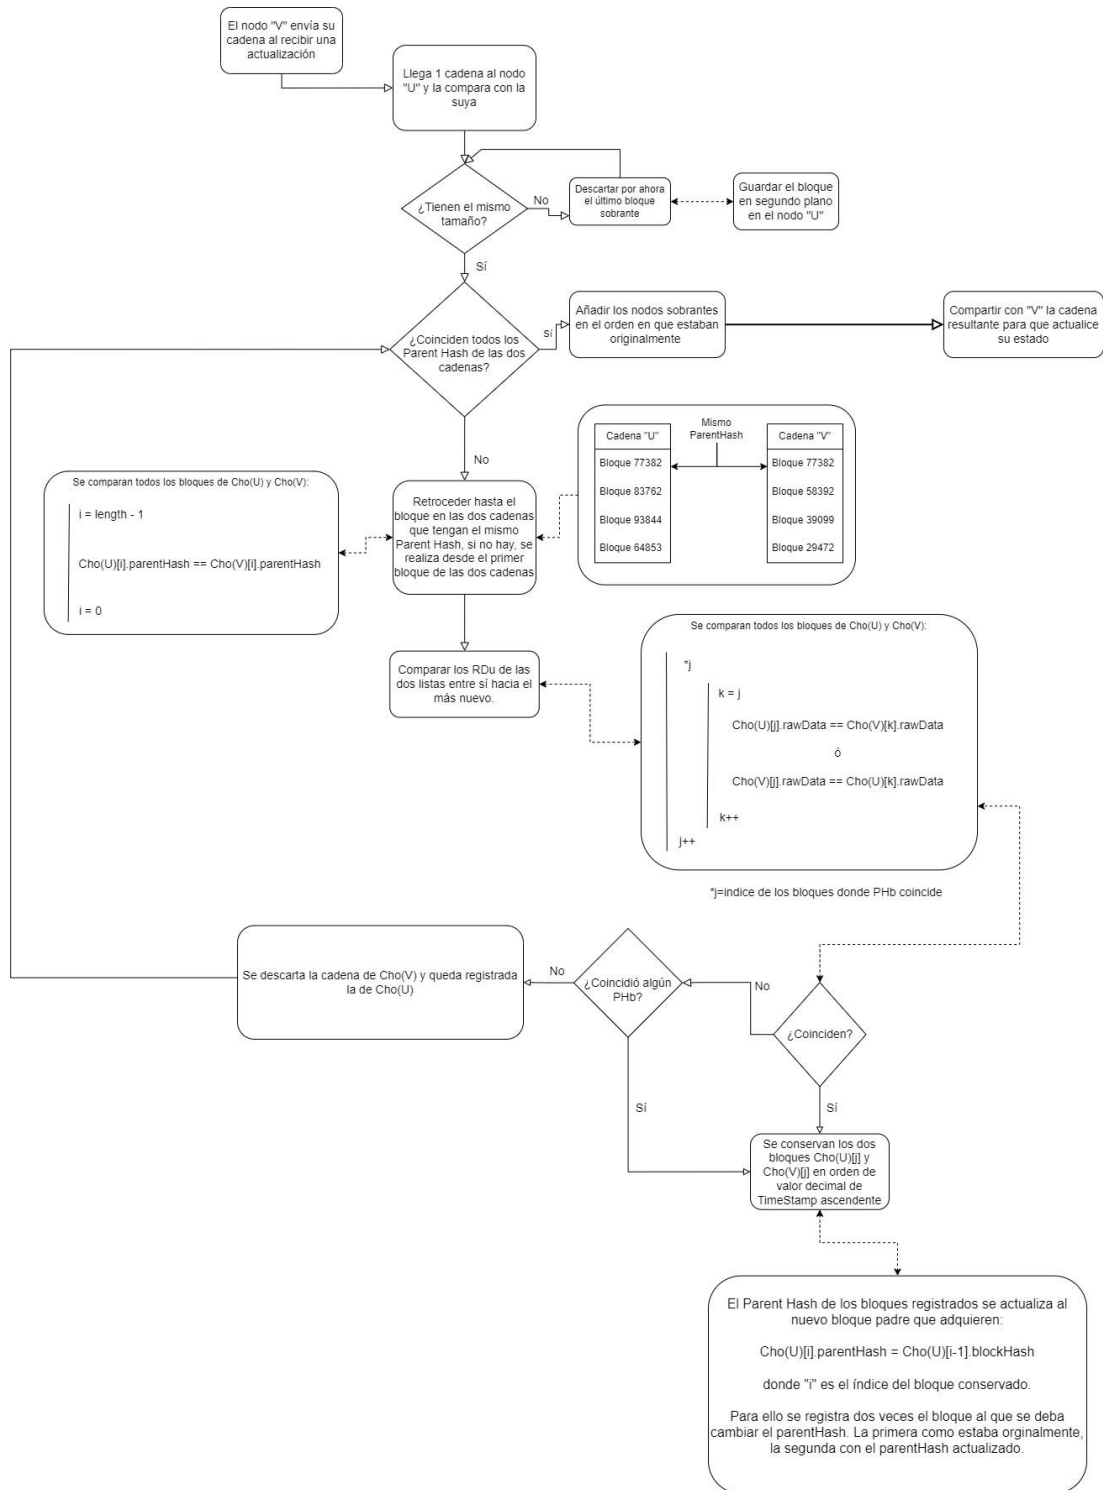 El nodo "V" envía su
cadena al recibir una
actualización
Llega 1 cadena al nodo
"U" y la compara con la
suya
¿Tienen el mismo
tamaño?
No
Descartar por ahora
el último bloque
sobrante
Guardar el bloque
en segundo plano
en el nodo "U"
Sí
¿Coinciden todos los
Parent Hash de las dos
cadenas?
sí
Añadir los nodos sobrantes
en el orden en que estaban
originalmente
Compartir con "V" la cadena
resultante para que actualice
su estado
No
Cadena "U"
Mismo
ParentHash
Cadena "V"
Bloque 77382
Bloque 77382
Bloque 83762
Bloque 58392
Bloque 93844
Bloque 39099
Bloque 64853
Bloque 29472
Se comparan todos los bloques de Cho(U) y Cho(V):
i = length - 1
Cho(U)[i].parentHash == Cho(V)[i].parentHash
i = 0
Retroceder hasta el
bloque en las dos cadenas
que tengan el mismo
Parent Hash, si no hay, se
realiza desde el primer
bloque de las dos cadenas
Comparar los RDu de las
dos listas entre sí hacia el
más nuevo.
Se comparan todos los bloques de Cho(U) y Cho(V):
*j
k = j
Cho(U)[j].rawData == Cho(V)[k].rawData
ó
Cho(V)[j].rawData == Cho(U)[k].rawData
k++
j++
*j=indice de los bloques donde PHb coincide
Se descarta la cadena de Cho(V) y queda registrada
la de Cho(U)
No
¿Coincidió algún
PHb?
No
¿Coinciden?
Sí
Sí
Se conservan los dos
bloques Cho(U)[j] y
Cho(V)[j] en orden de
valor decimal de
TimeStamp ascendente
El Parent Hash de los bloques registrados se actualiza al
nuevo bloque padre que adquieren:
Cho(U)[i].parentHash = Cho(U)[i-1].blockHash
donde "i" es el índice del bloque conservado.
Para ello se registra dos veces el bloque al que se deba
cambiar el parentHash. La primera como estaba orginalmente,
la segunda con el parentHash actualizado.